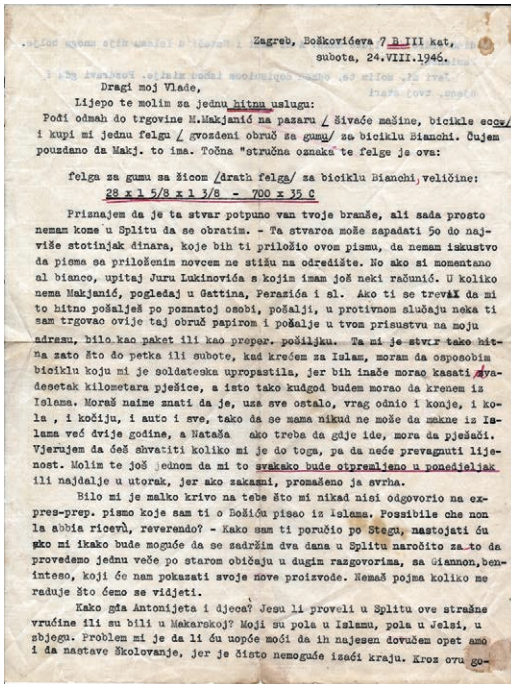 Zagreb, Boškovićeva 7 B III kat,
subota, 24.VIII.1946.
Dragi moj Vlade,
Lijepo te molim za jednu hitnu uslugu:
Pođi odmah do trgovine M.Makjanić na pazaru / šivaće mašine, bicikle
i kupi mi jednu felgu / gvozdeni obruč za gumu/ za biciklu Bianchi. Čujem
pouzdano da Makj. to ima. Točna "stručna oznaka" te felge je ova:
felga za gumu sa žicom /drath felga/ za biciklu Bianchi, veličine:
28 x 1 5/8 x 1 3/8 - 700 x 35 C
Priznajem da je ta stvar potpuno van tvoje branše, ali sada prosto
nemam kome u Splitu da se obratim. - Ta stvaroa može zapadati 50 do naj-
više stotinjak dinara, koje bih ti priložio ovom pismu, da nemam iskustvo
da pisma sa priloženim novcem ne stižu na odredište. No ako si momentano
al bianco, upitaj Juru Lukinovića s kojim imam još neki računić. U koliko
nema Makjanić, pogledaj u Gattina, Perazića i sl. Ako ti se treví da mi
to hitno pošalješ po poznatoj osobi, pošalji, u protivnom slučaju neka ti
sam trgovac ovije taj obruč papirom i pošalje u tvom prisustvu na moju
adresu, bilo kao paket ili kao preper. pošiljku. Ta mi je stvar tako hit-
na zato što do petka ili subote, kad krećem za Islam, moram da osposobim
biciklu koju mi je soldateska upropastila, jer bih inače morao kasati dva-
desetak kilometara pješice, a isto tako kudgod budem morao da krenem iz
Islama. Moraš naime znati da je, uza sve ostalo, vrag odnio i konje, i ko-
la , i kočiju, i auto i sve, tako da se mama nikud ne može da makne iz Is-
lama već dvije godine, a Nataša ako treba da gdje ide, mora da pješači.
Vjerujem da ćeš shvatiti koliko mi je do toga, pa da neće prevagnuti lije-
nost. Molim te još jednom da mi to svakako bude otpremljeno u ponedjeljak
ili najdalje u utorak, jer ako zakasni, promašeno ja svrha.
Bilo mi je malko krivo na tebe što mi nikad nisi odgovorio na ex-
pres-prep. pismo koje sam ti o Božiću pisao iz Islama. Possibile che non
la abbia ricevù, reverendo? - Kako sam ti poručio po Stegu, nastojati ću
ako mi ikako bude moguće da se zadržim dva dana u Splitu naročito za to da
provedemo jednu veče po starom običaju u dugim razgovorima, sa Giannon, ben-
inteso, koji će nam pokazati svoje nove proizvode. Nemaš pojma koliko me
raduje što ćemo se vidjeti.
Kako gda Antonijeta i djeca? Jesu li proveli u Splitu ove strašne
vrućine ili su bili u Makarskoj? Moji su pola u Islamu, pola u Jelsi, u
zbjegu. Problem mi je da li ću uopće moći da ih najesen dovučem opet amo
i da nastave školovanje, jer je čisto nemoguće izaći kraju. Kroz ovu go-